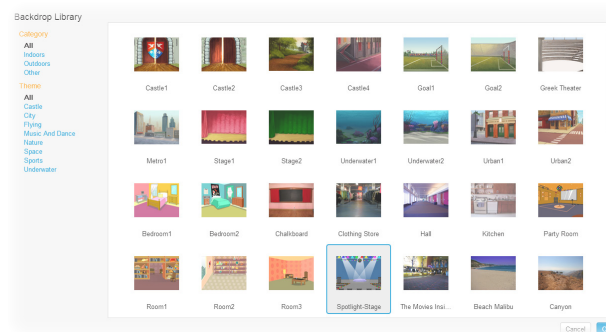 Backdrop Library
Category
All
Indoors
Outdoors
Other
Theme
All
Castle
City
Flying
Music And Dance
Nature
Space
Sports
Underwater
Castle1 Castle2 Castle3 Castle4 Goal1 Goal2 Greek Theater
Metro1 Stage1 Stage2 Underwater1 Underwater2 Urban1 Urban2
Bedroom1 Bedroom2 Chalkboard Clothing Store Hall Kitchen Party Room
Room1 Room2 Room3 Spotlight-Stage The Movies Insi... Beach Malibu Canyon
Cancel